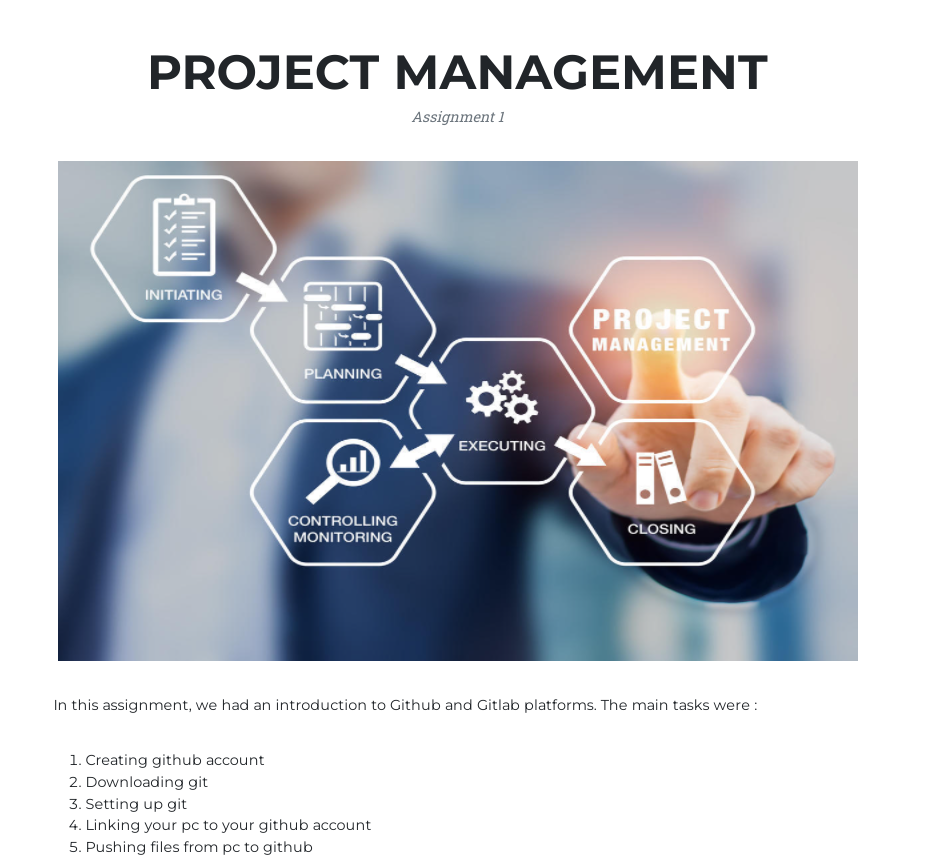 PROJECT MANAGEMENT
Assignment 1
INITIATING
PLANNING
PROJECT
MANAGEMENT
EXECUTING
CONTROLLING
MONITORING
CLOSING
In this assignment, we had an introduction to Github and Gitlab platforms. The main tasks were :
1. Creating github account
2. Downloading git
3. Setting up git
4. Linking your pc to your github account
5. Pushing files from pc to github